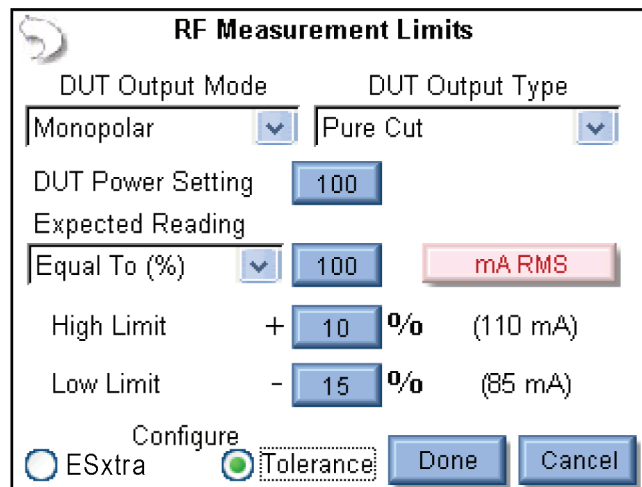 RF Measurement Limits
DUT Output Mode DUT Output Type
Monopolar Pure Cut
DUT Power Setting 100
Expected Reading
Equal To (%) 100 mA RMS
High Limit + 10 % (110 mA)
Low Limit - 15 % (85 mA)
Configure
ESxtra Tolerance Done Cancel